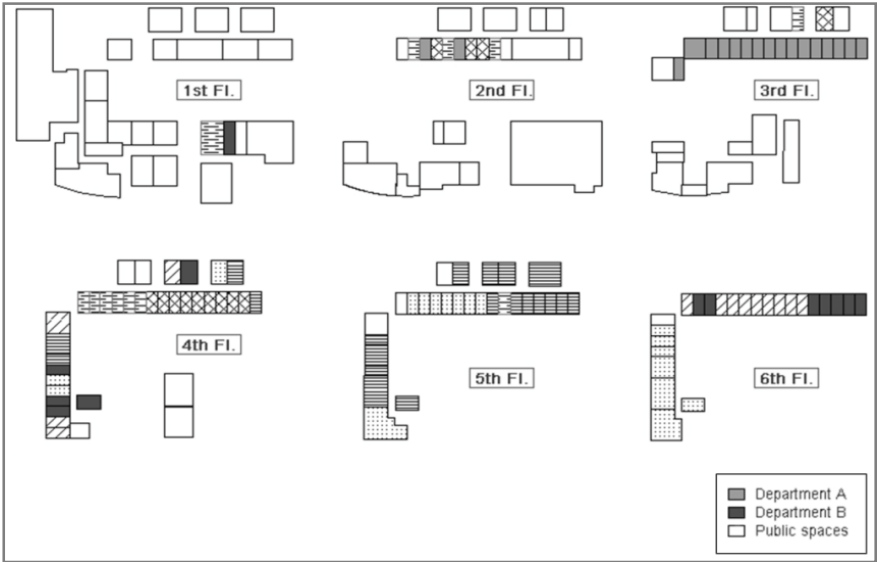 1st Fl.
2nd Fl.
3rd Fl.
4th Fl.
5th Fl.
6th Fl.
Department A
Department B
Public spaces